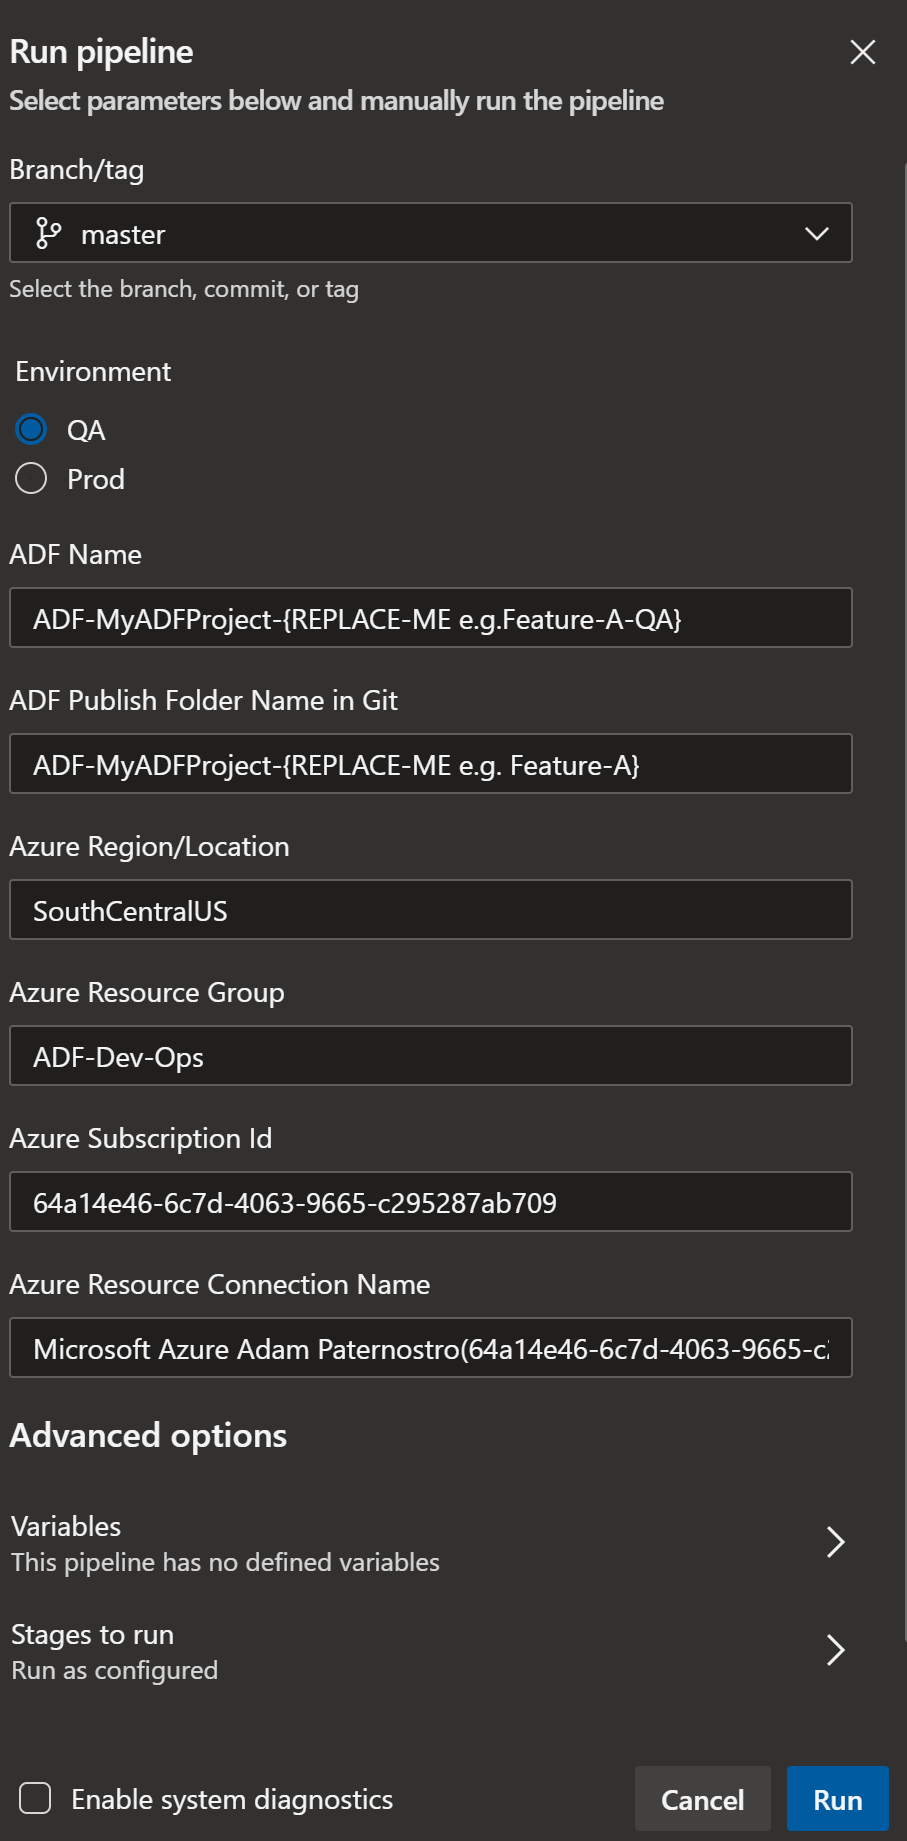 Run pipeline
Select parameters below and manually run the pipeline
Branch/tag
master
Select the branch, commit, or tag
Environment
QA
Prod
ADF Name
ADF-MyADFProject-{REPLACE-ME e.g.Feature-A-QA}
ADF Publish Folder Name in Git
ADF-MyADFProject-{REPLACE-ME e.g. Feature-A}
Azure Region/Location
SouthCentralUS
Azure Resource Group
ADF-Dev-Ops
Azure Subscription Id
64a14e46-6c7d-4063-9665-c295287ab709
Azure Resource Connection Name
Microsoft Azure Adam Paternostro(64a14e46-6c7d-4063-9665-c
Advanced options
Variables
This pipeline has no defined variables
Stages to run
Run as configured
Enable system diagnostics
Cancel
Run